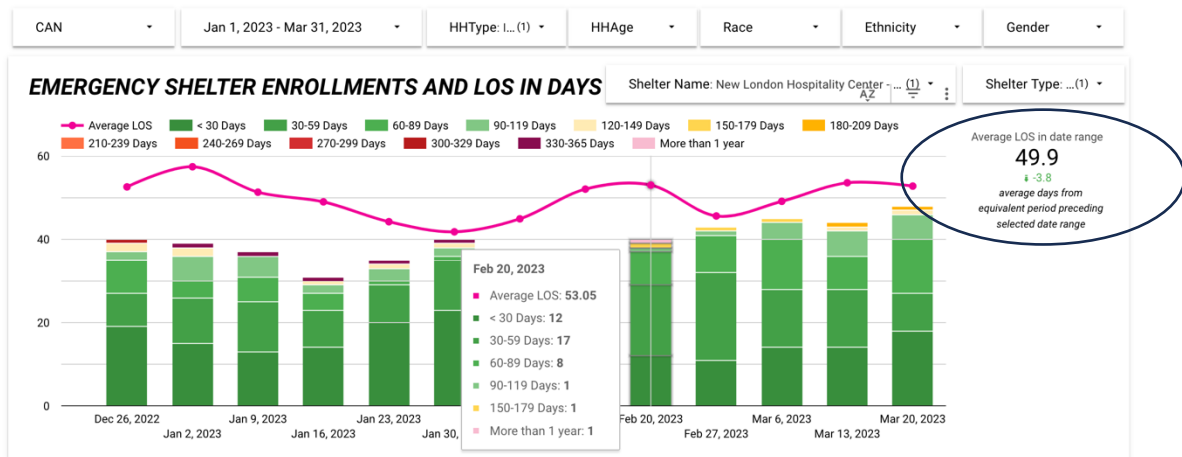 CAN
Jan 1, 2023 - Mar 31, 2023
HHType: I... (1)
HHAge
Race
Ethnicity
Gender
EMERGENCY SHELTER ENROLLMENTS AND LOS IN DAYS
Shelter Name: New London Hospitality Center - ... (1)
AZ
Shelter Type: ...(1)
Average LOS
< 30 Days
30-59 Days
60-89 Days
90-119 Days
120-149 Days
150-179 Days
180-209 Days
210-239 Days
240-269 Days
270-299 Days
300-329 Days
330-365 Days
More than 1 year
Average LOS in date range
49.9
-3.8
average days from
equivalent period preceding
selected date range
60
40
20
0
Feb 20, 2023
Average LOS: 53.05
< 30 Days: 12
30-59 Days: 17
60-89 Days: 8
90-119 Days: 1
150-179 Days: 1
More than 1 year: 1
Dec 26, 2022
Jan 2, 2023
Jan 9, 2023
Jan 16, 2023
Jan 23, 2023
Jan 30,
Feb 20, 2023
Feb 27, 2023
Mar 6, 2023
Mar 13, 2023
Mar 20, 2023